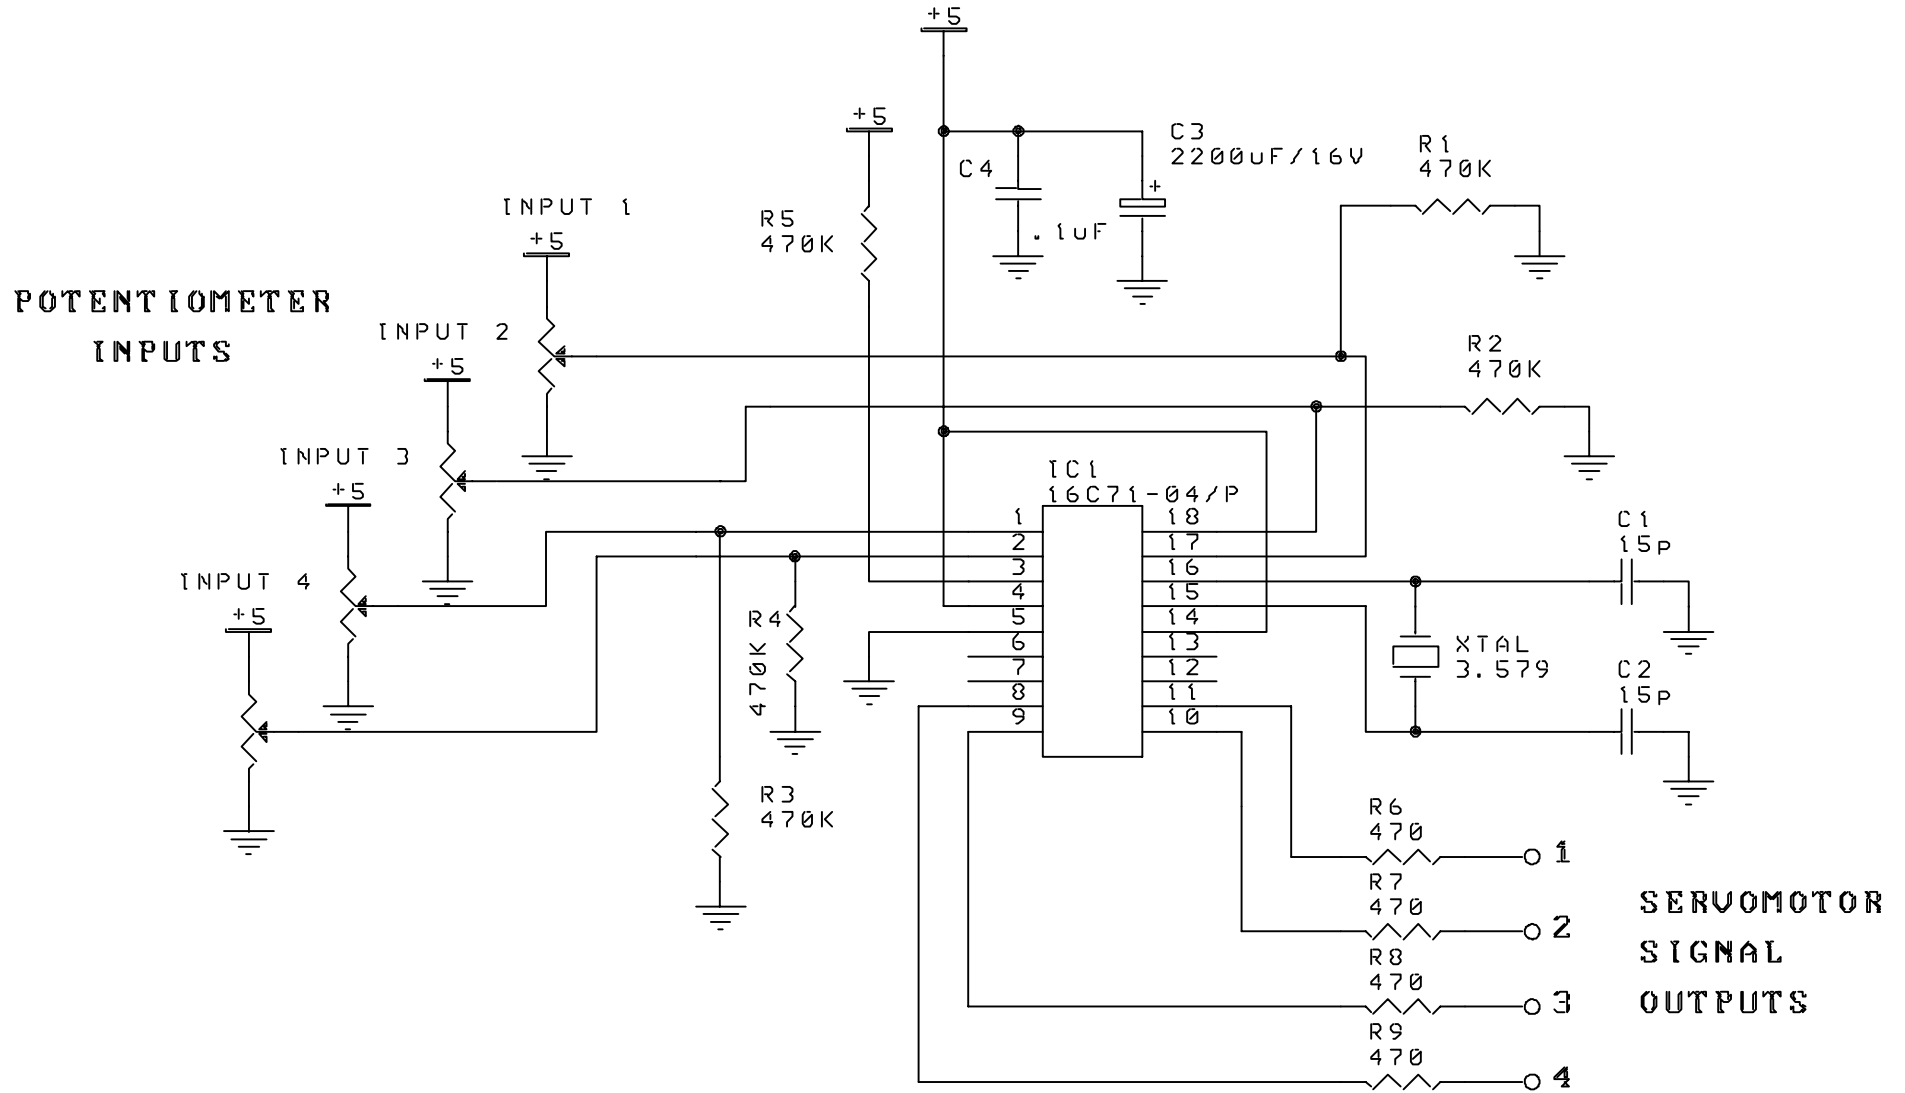 +5
+5
C3
2200uF/16V
C4
.1uF
R1
470K
INPUT 1
+5
R5
470K
POTENTIOMETER
INPUTS
INPUT 2
+5
R2
470K
INPUT 3
+5
IC1
16C71-04/P
1
2
3
4
5
6
7
8
9
18
17
16
15
14
13
12
11
10
C1
15P
INPUT 4
+5
R4
470K
XTAL
3.579
C2
15P
R3
470K
R6
470
1
R7
470
2
R8
470
3
R9
470
4
SERVOMOTOR
SIGNAL
OUTPUTS